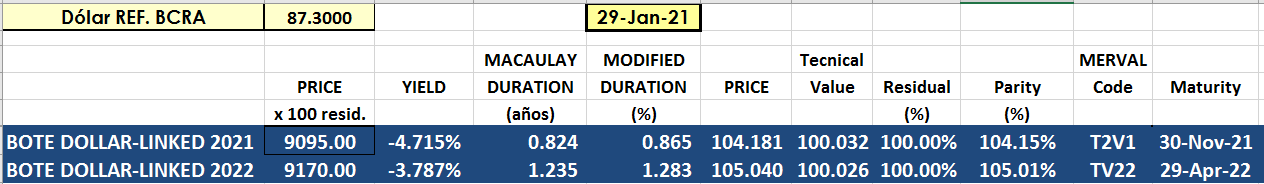 Dólar REF. BCRA 87.3000 29-Jan-21
MACAULAY MODIFIED Tecnical MERVAL
PRICE YIELD DURATION DURATION PRICE Value Residual Parity Code Maturity
x 100 resid. (años) (%) (%) (%)
BOTE DOLLAR-LINKED 2021 9095.00 -4.715% 0.824 0.865 104.181 100.032 100.00% 104.15% T2V1 30-Nov-21
BOTE DOLLAR-LINKED 2022 9170.00 -3.787% 1.235 1.283 105.040 100.026 100.00% 105.01% TV22 29-Apr-22